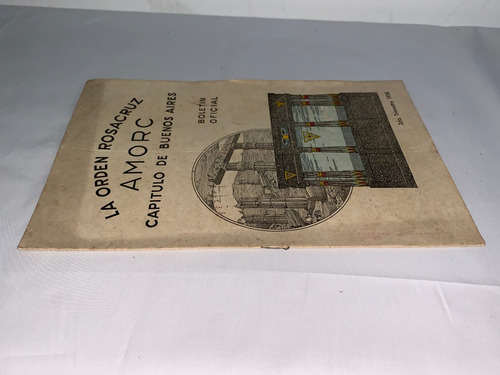 LA ORDEN ROSACRUZ
AMORC
CAPITULO DE BUENOS AIRES
BOLETIN
OFICIAL